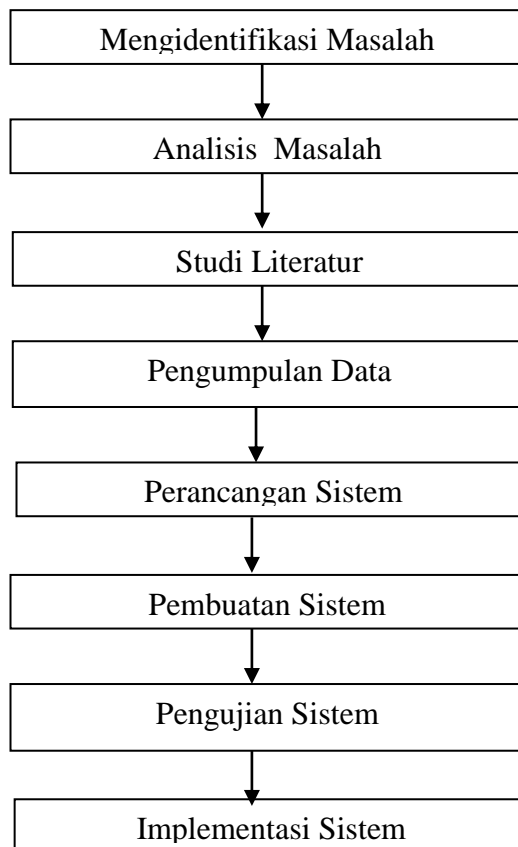 Mengidentifikasi Masalah
Analisis Masalah
Studi Literatur
Pengumpulan Data
Perancangan Sistem
Pembuatan Sistem
Pengujian Sistem
Implementasi Sistem